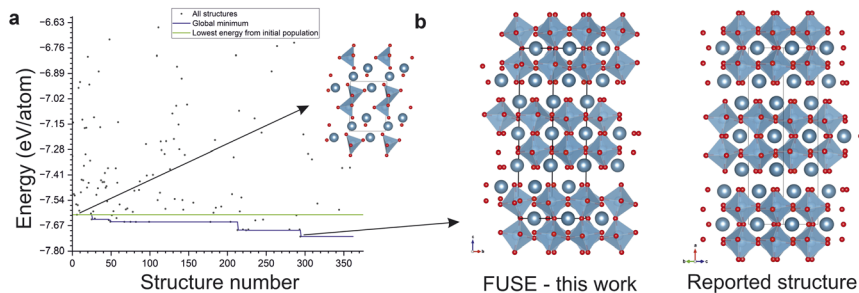 a
All structures
Global minimum
Lowest energy from initial population
-6.63
-6.76
-6.89
-7.02
-7.15
-7.28
-7.41
-7.54
-7.67
-7.80
Energy (eV/atom)
0 50 100 150 200 250 300 350
Structure number
b
FUSE - this work
Reported structure